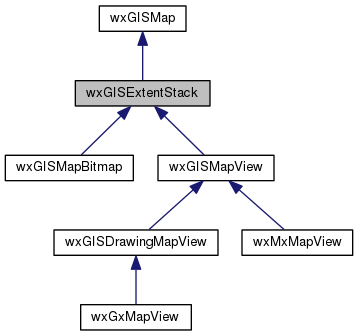 wxGISMap
wxGISExtentStack
wxGISMapBitmap
wxGISMapView
wxGISDrawingMapView
wxMxMapView
wxGxMapView